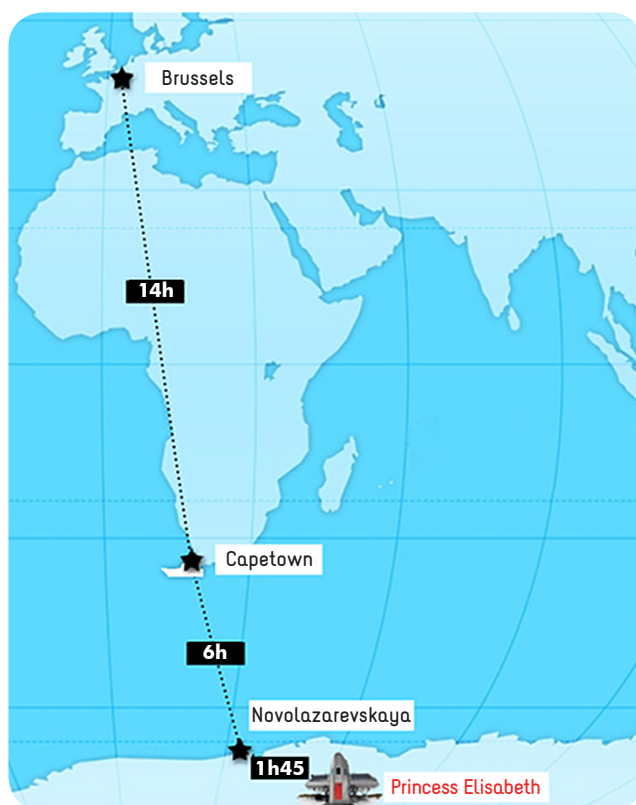 Brussels
14h
Capetown
6h
Novolazarevskaya
1h45
Princess Elisabeth